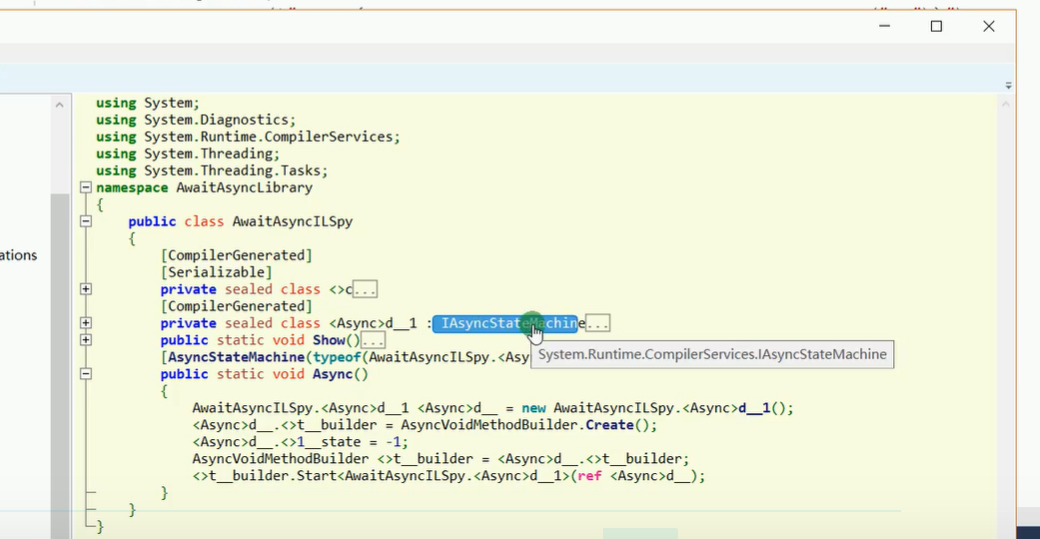 ations
using System;
using System.Diagnostics;
using System.Runtime.CompilerServices;
using System.Threading;
using System.Threading.Tasks;
namespace AwaitAsyncLibrary
{
public class AwaitAsyncILSpy
{
[CompilerGenerated]
[Serializable]
private sealed class <>c...
[CompilerGenerated]
private sealed class <Async>d__1 : IAsyncStateMachine...
public static void Show()...
[AsyncStateMachine(typeof(AwaitAsyncILSpy.<Asy
System.Runtime.CompilerServices.IAsyncStateMachine
public static void Async()
{
AwaitAsyncILSpy.<Async>d__1 <Async>d__ = new AwaitAsyncILSpy.<Async>d__1();
<Async>d__.<>t__builder = AsyncVoidMethodBuilder.Create();
<Async>d__.<>1__state = -1;
AsyncVoidMethodBuilder <>t__builder = <Async>d__.<>t__builder;
<>t__builder.Start<AwaitAsyncILSpy.<Async>d__1>(ref <Async>d__);
}
}
}